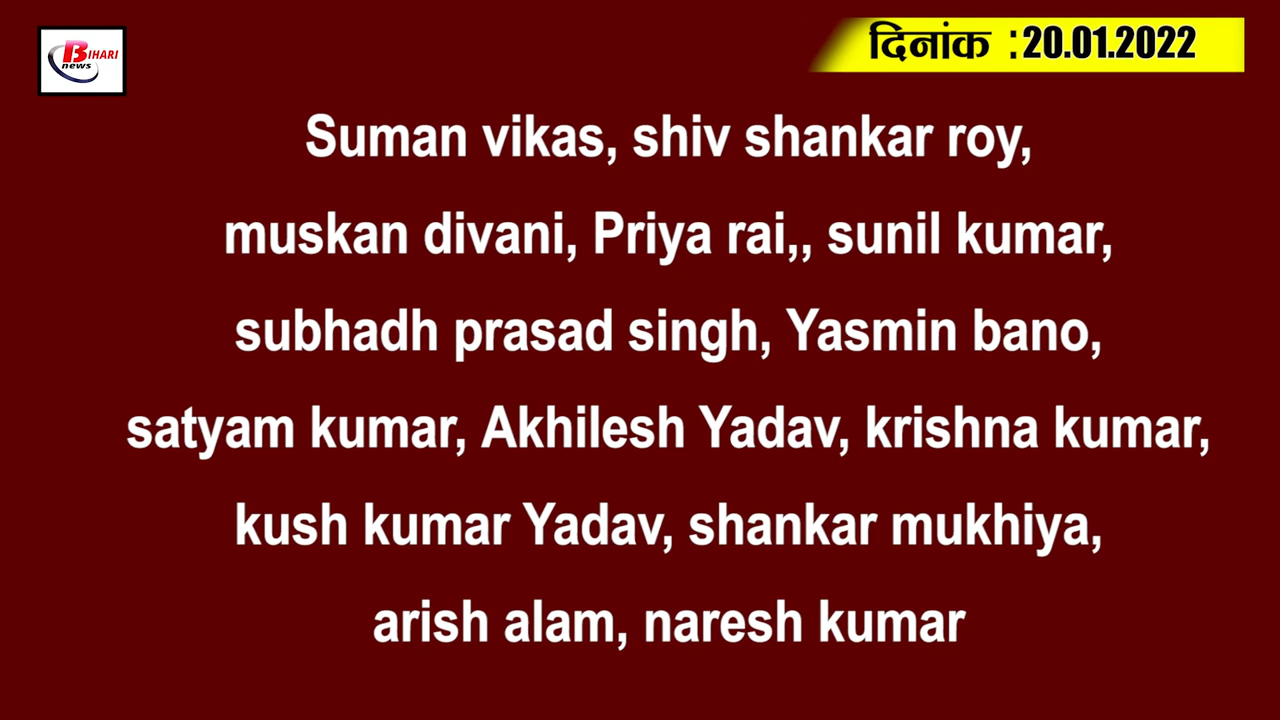 BIHARI
news
दिनांक :20.01.2022
Suman vikas, shiv shankar roy,
muskan divani, Priya rai,, sunil kumar,
subhadh prasad singh, Yasmin bano,
satyam kumar, Akhilesh Yadav, krishna kumar,
kush kumar Yadav, shankar mukhiya,
arish alam, naresh kumar